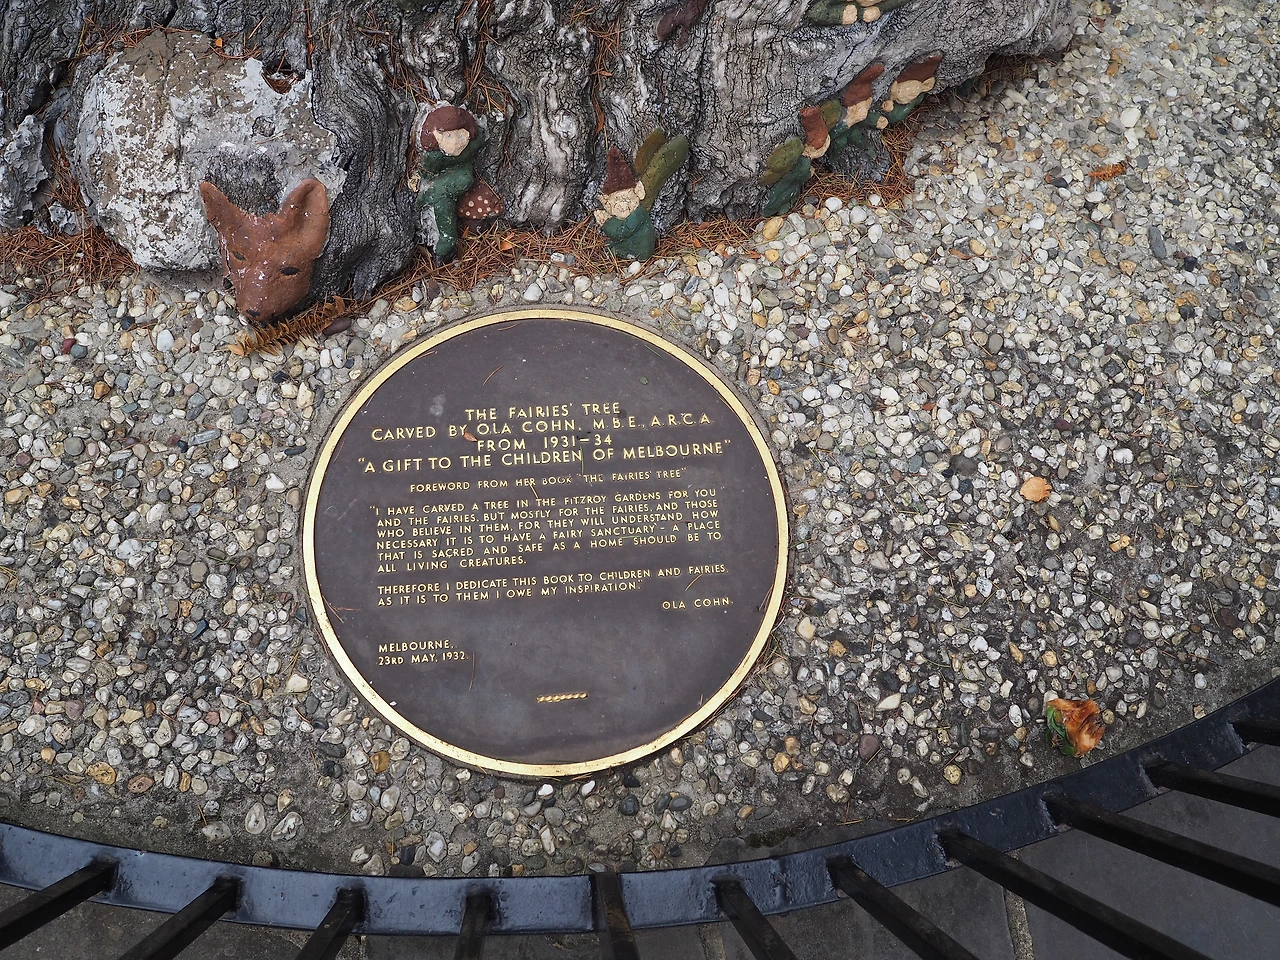 THE FAIRIES' TREE
CARVED BY OLA COHN, M.B.E., A.R.C.A.
FROM 1931–34
"A GIFT TO THE CHILDREN OF MELBOURNE"
FOREWORD FROM HER BOOK "THE FAIRIES' TREE"
"I HAVE CARVED A TREE IN THE FITZROY GARDENS FOR YOU
AND THE FAIRIES, BUT MOSTLY FOR THE FAIRIES, AND THOSE
WHO BELIEVE IN THEM, FOR THEY WILL UNDERSTAND HOW
NECESSARY IT IS TO HAVE A FAIRY SANCTUARY – A PLACE
THAT IS SACRED AND SAFE AS A HOME SHOULD BE TO
ALL LIVING CREATURES.
THEREFORE I DEDICATE THIS BOOK TO CHILDREN AND FAIRIES,
AS IT IS TO THEM I OWE MY INSPIRATION."
OLA COHN.
MELBOURNE,
23RD MAY, 1932.